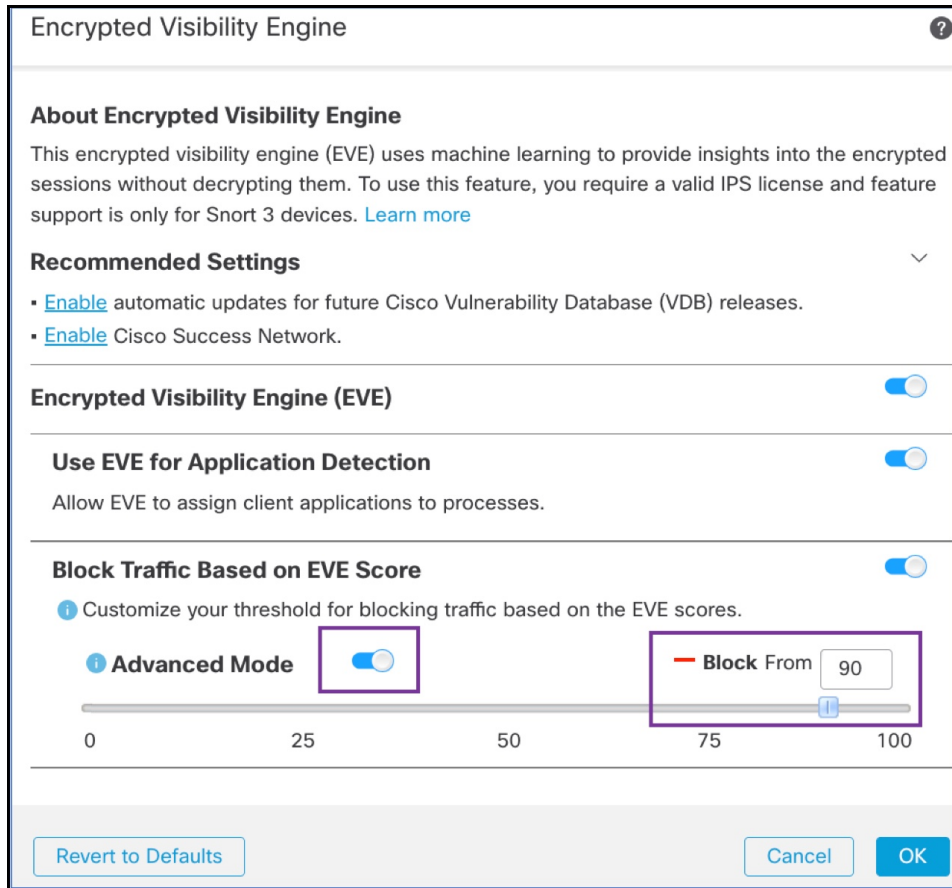 Encrypted Visibility Engine
?
About Encrypted Visibility Engine
This encrypted visibility engine (EVE) uses machine learning to provide insights into the encrypted
sessions without decrypting them. To use this feature, you require a valid IPS license and feature
support is only for Snort 3 devices. Learn more
Recommended Settings
▪ Enable automatic updates for future Cisco Vulnerability Database (VDB) releases.
▪ Enable Cisco Success Network.
Encrypted Visibility Engine (EVE)
Use EVE for Application Detection
Allow EVE to assign client applications to processes.
Block Traffic Based on EVE Score
i Customize your threshold for blocking traffic based on the EVE scores.
i Advanced Mode Block From 90
0 25 50 75 100
Revert to Defaults Cancel OK